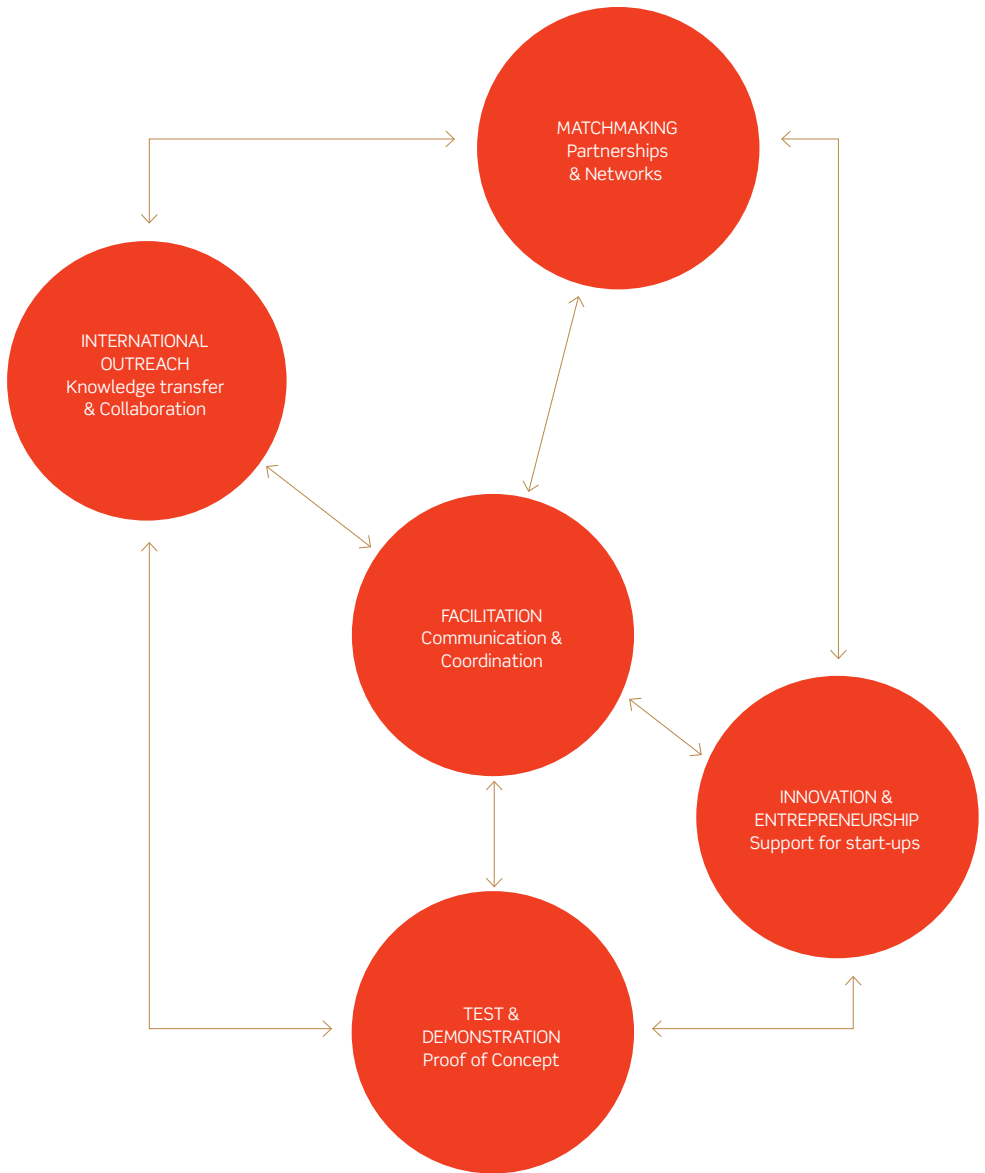 MATCHMAKING
Partnerships
& Networks
INTERNATIONAL
OUTREACH
Knowledge transfer
& Collaboration
FACILITATION
Communication &
Coordination
INNOVATION &
ENTREPRENEURSHIP
Support for start-ups
TEST &
DEMONSTRATION
Proof of Concept